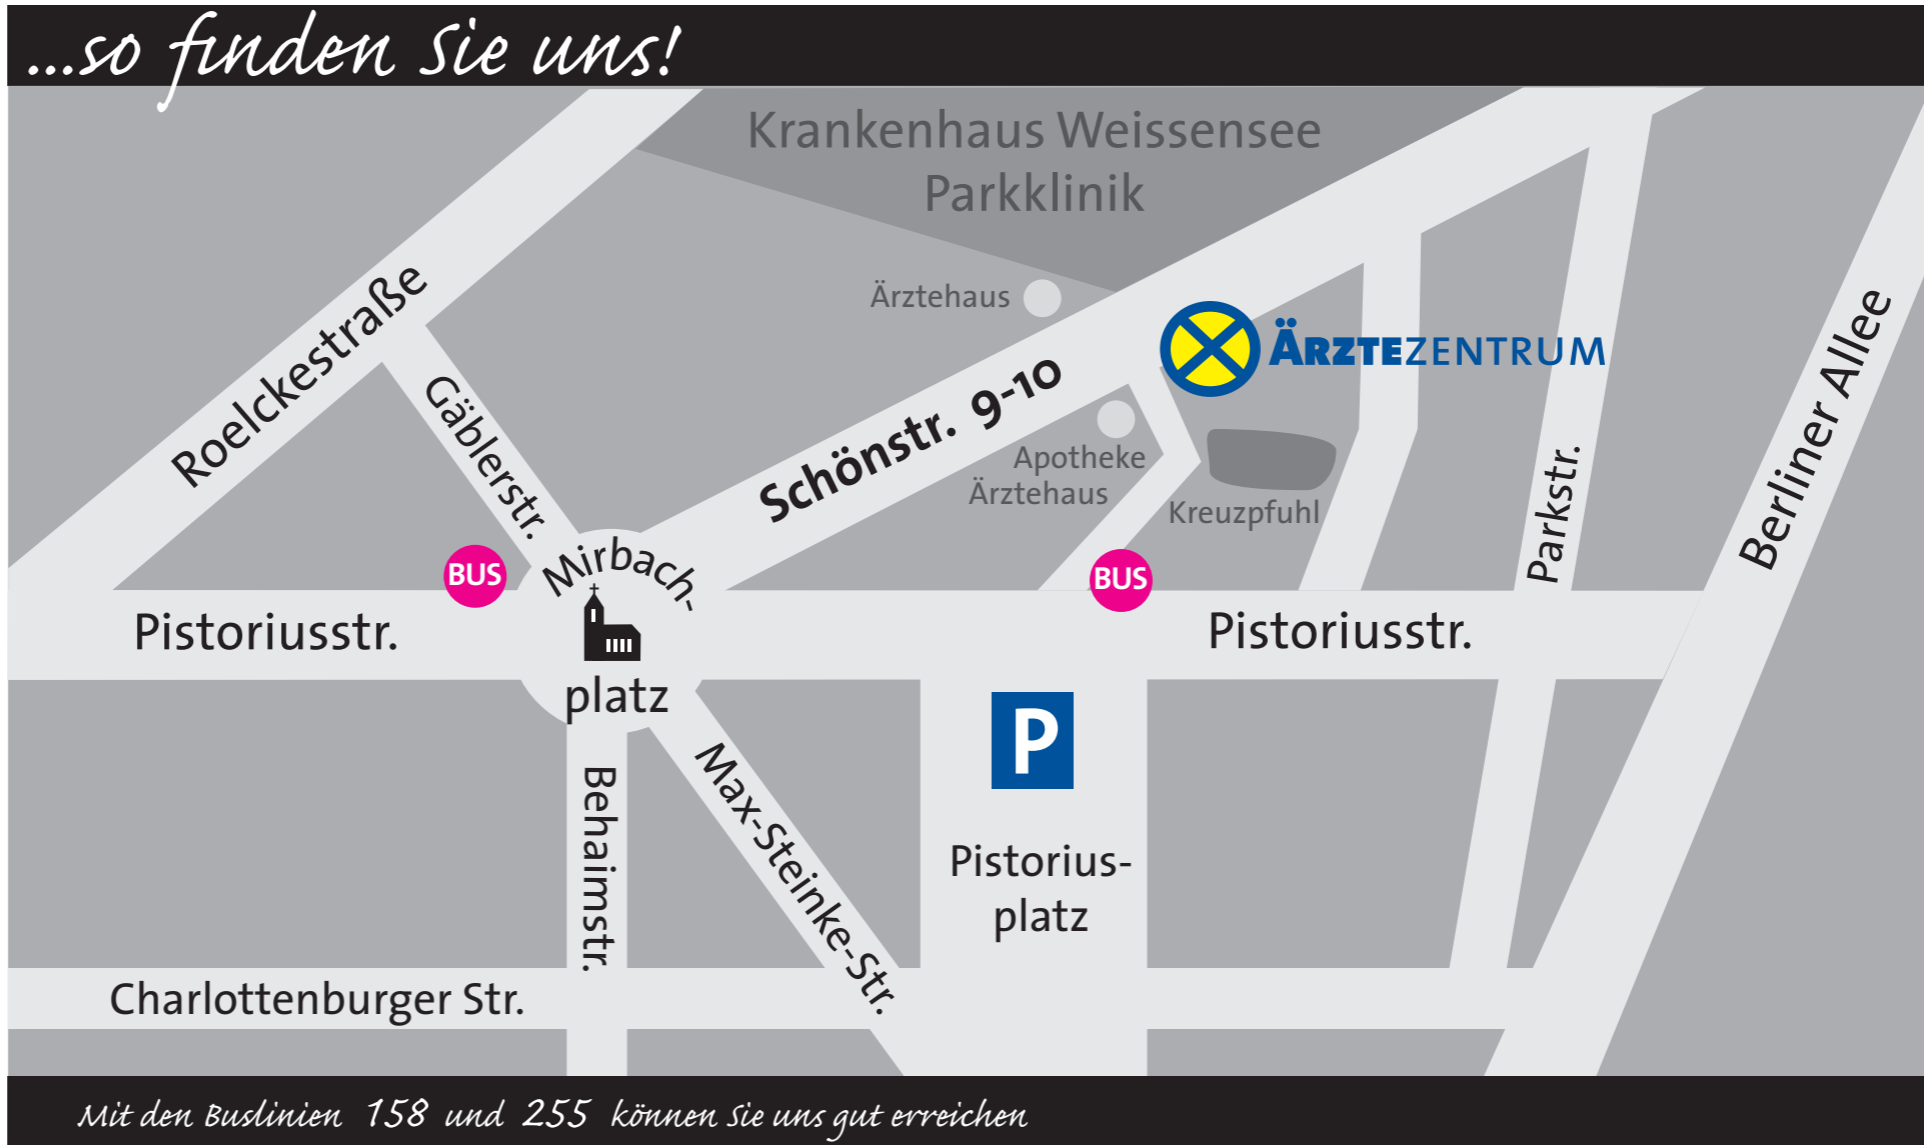 ...so finden Sie uns!
Krankenhaus Weissensee
Parkklinik
Ärztehaus
ÄRZTEZENTRUM
Roelckestraße
Gäblerstr.
Schönstr. 9-10
Apotheke
Ärztehaus
Kreuzpfuhl
Parkstr.
Berliner Allee
BUS
Mirbach-
platz
BUS
Pistoriusstr.
Pistoriusstr.
P
Behaimstr.
Max-Steinke-Str.
Pistorius-
platz
Charlottenburger Str.
Mit den Buslinien 158 und 255 können Sie uns gut erreichen